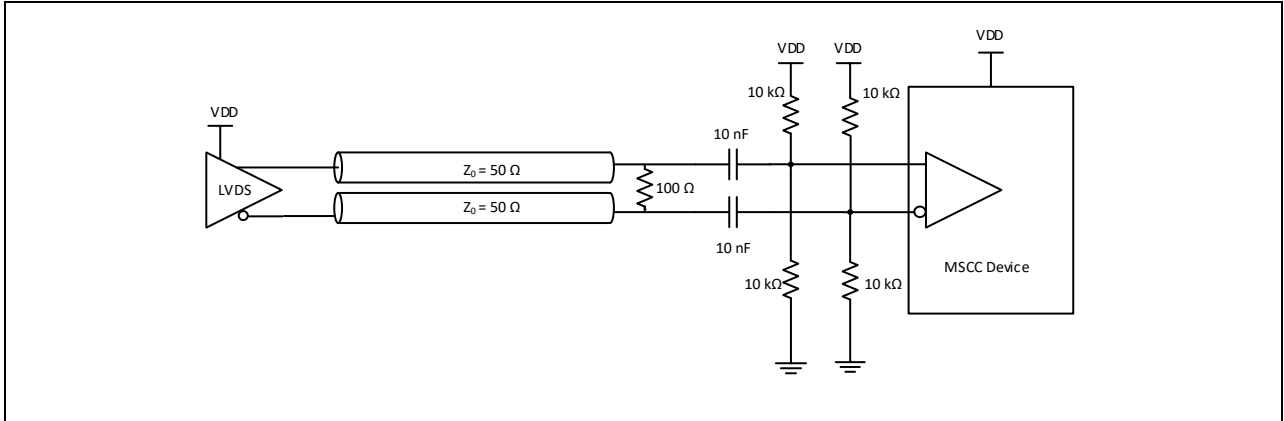 VDD
VDD
VDD
10 kΩ
10 kΩ
VDD
10 nF
LVDS
Z₀ = 50 Ω
100 Ω
Z₀ = 50 Ω
10 nF
10 kΩ
10 kΩ
MSCC Device